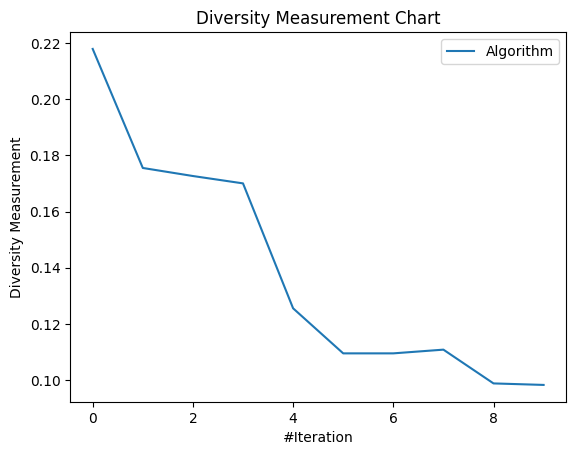 Diversity Measurement Chart
Algorithm
Diversity Measurement
0.22
0.20
0.18
0.16
0.14
0.12
0.10
0 2 4 6 8
#Iteration